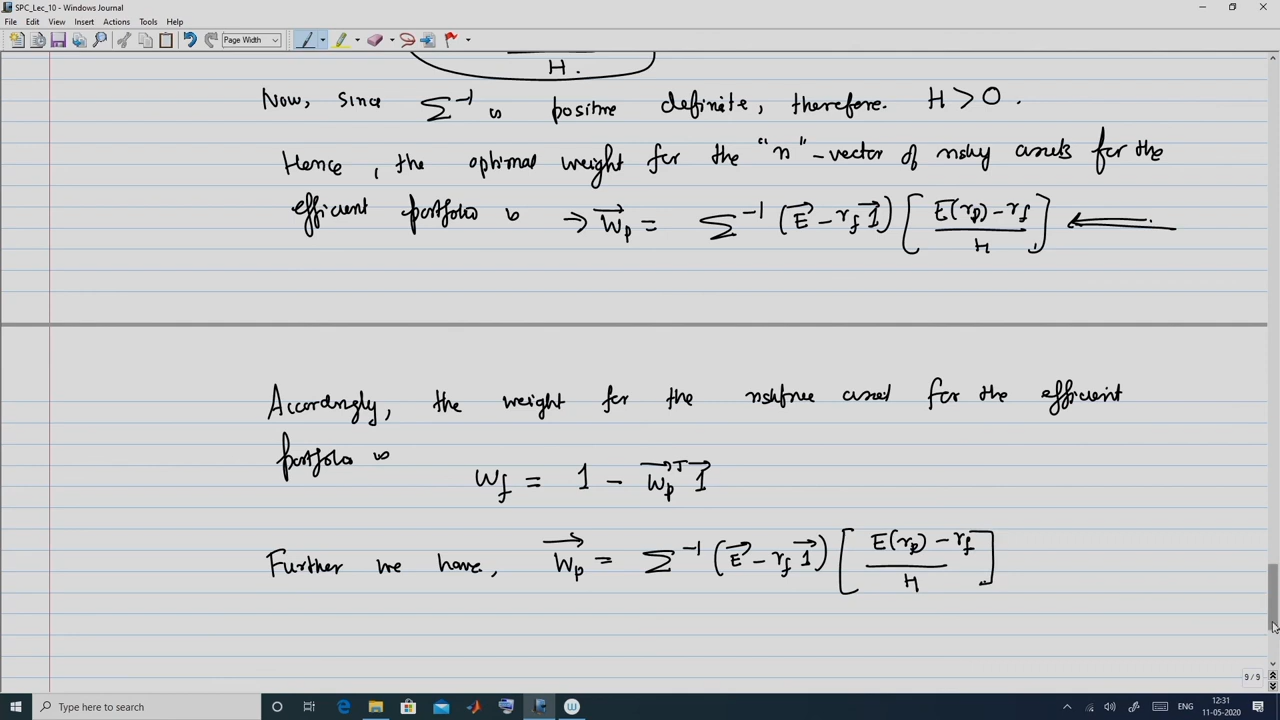 SPC_Lec_10 - Windows Journal
File Edit View Insert Actions Tools Help
Page Width
H.
Now, since Σ⁻¹ is positive definite, therefore. H > 0.
Hence, the optimal weight for the "n"-vector of risky assets for the
efficient portfolio is → W⃗p = Σ⁻¹ (E⃗ - rf 1⃗) [ (E(rp) - rf) / H ]
Accordingly, the weight for the riskfree asset for the efficient
portfolio is
wf = 1 - W⃗pᵀ 1⃗
Further we have, W⃗p = Σ⁻¹ (E⃗ - rf 1⃗) [ (E(rp) - rf) / H ]
9 / 9
Type here to search
ENG
12:31
11-05-2020